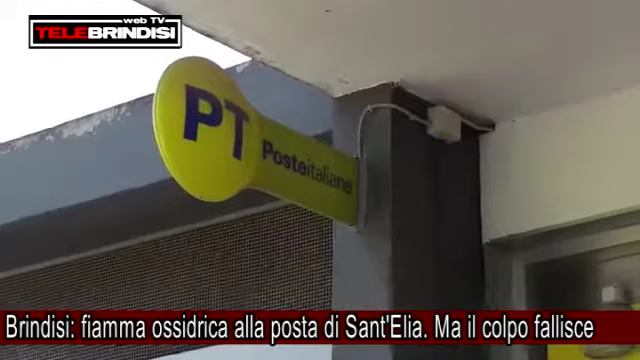 web TV
TELEBRINDISI
PT
Posteitaliane
Brindisi: fiamma ossidrica alla posta di Sant'Elia. Ma il colpo fallisce